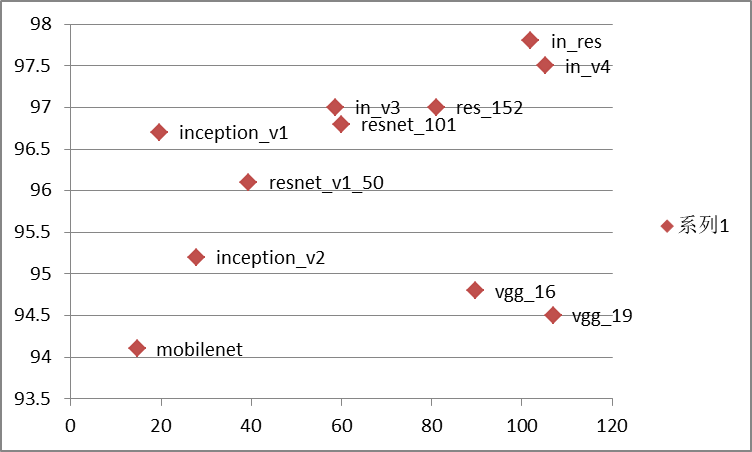 98
97.5
97
96.5
96
95.5
95
94.5
94
93.5
in_res
in_v4
in_v3
res_152
resnet_101
inception_v1
resnet_v1_50
inception_v2
vgg_16
vgg_19
mobilenet
系列1
0 20 40 60 80 100 120